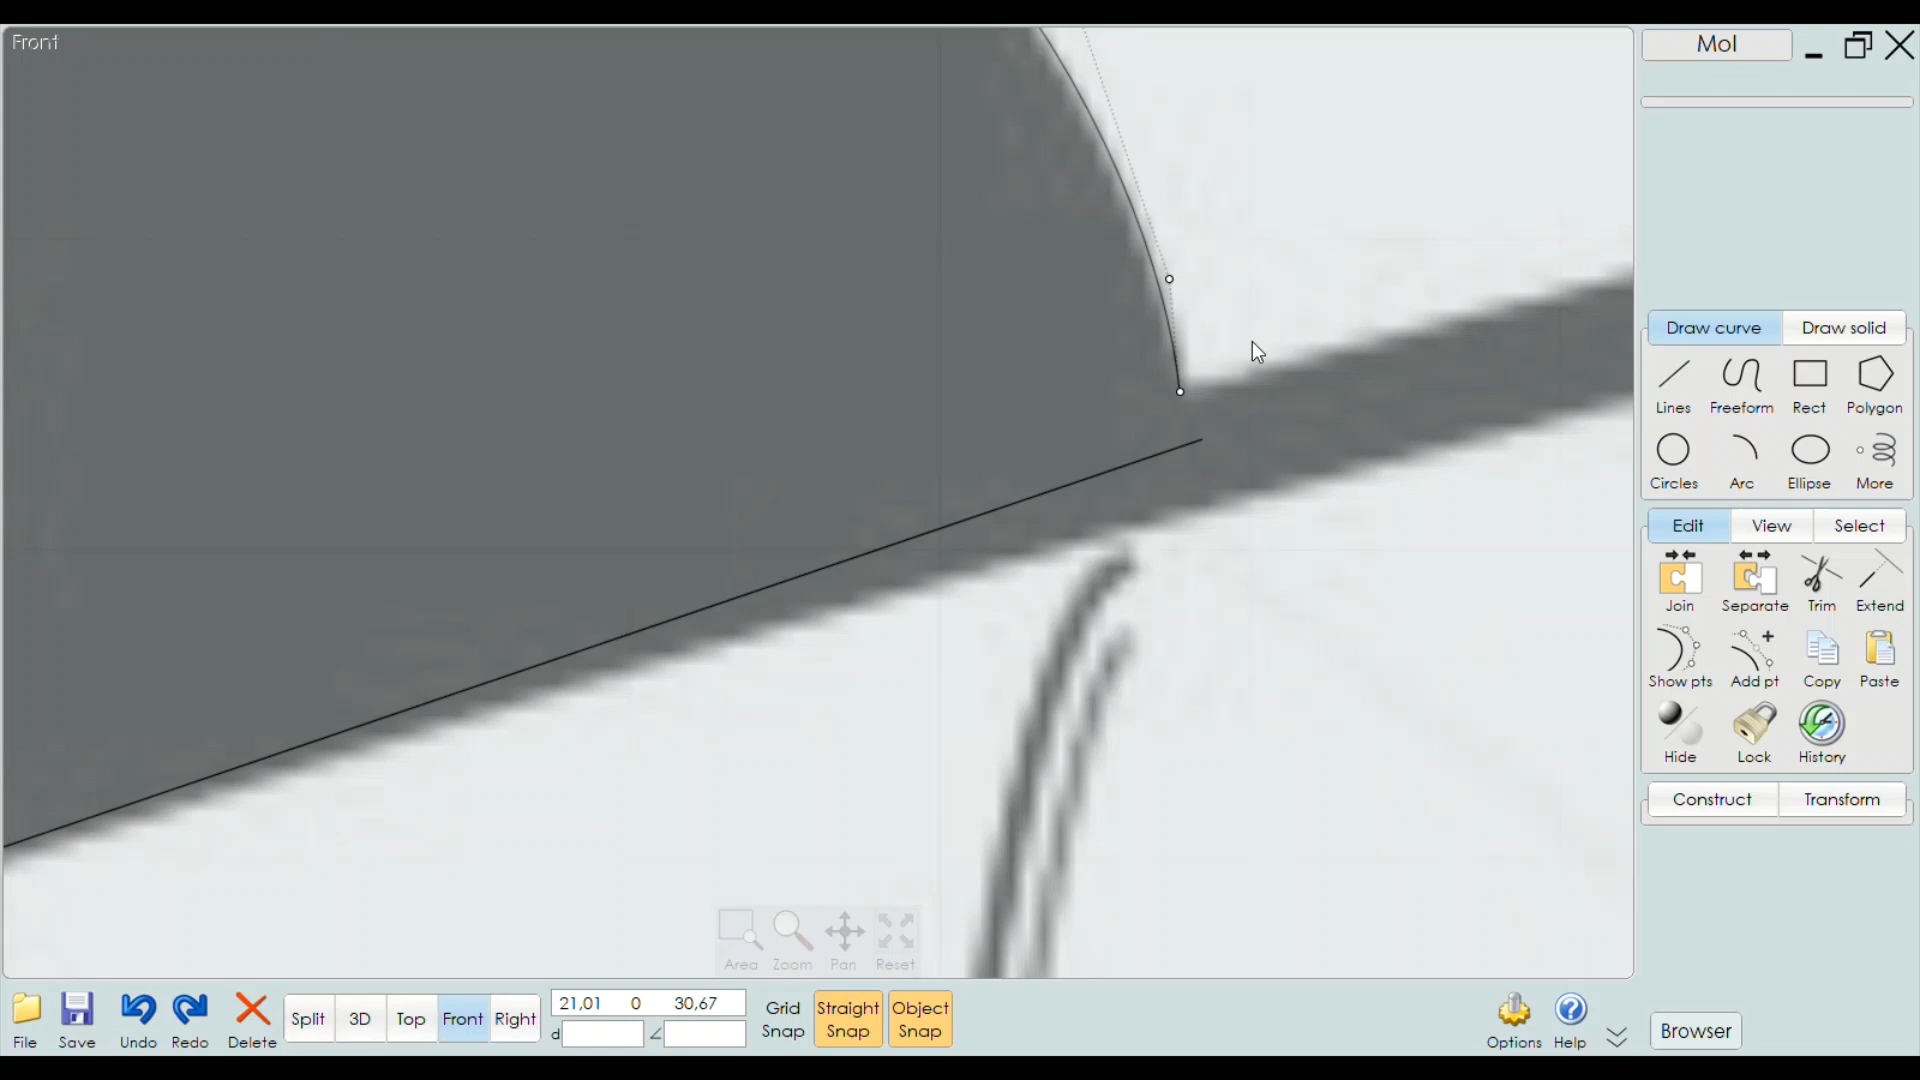 Front
MoI
Draw curve Draw solid
Lines Freeform Rect Polygon
Circles Arc Ellipse More
Edit View Select
Join Separate Trim Extend
Show pts Add pt Copy Paste
Hide Lock History
Construct Transform
Area Zoom Pan Reset
File Save Undo Redo Delete
Split 3D Top Front Right
21,01 0 30,67
d
Grid Snap
Straight Snap
Object Snap
Options Help
Browser